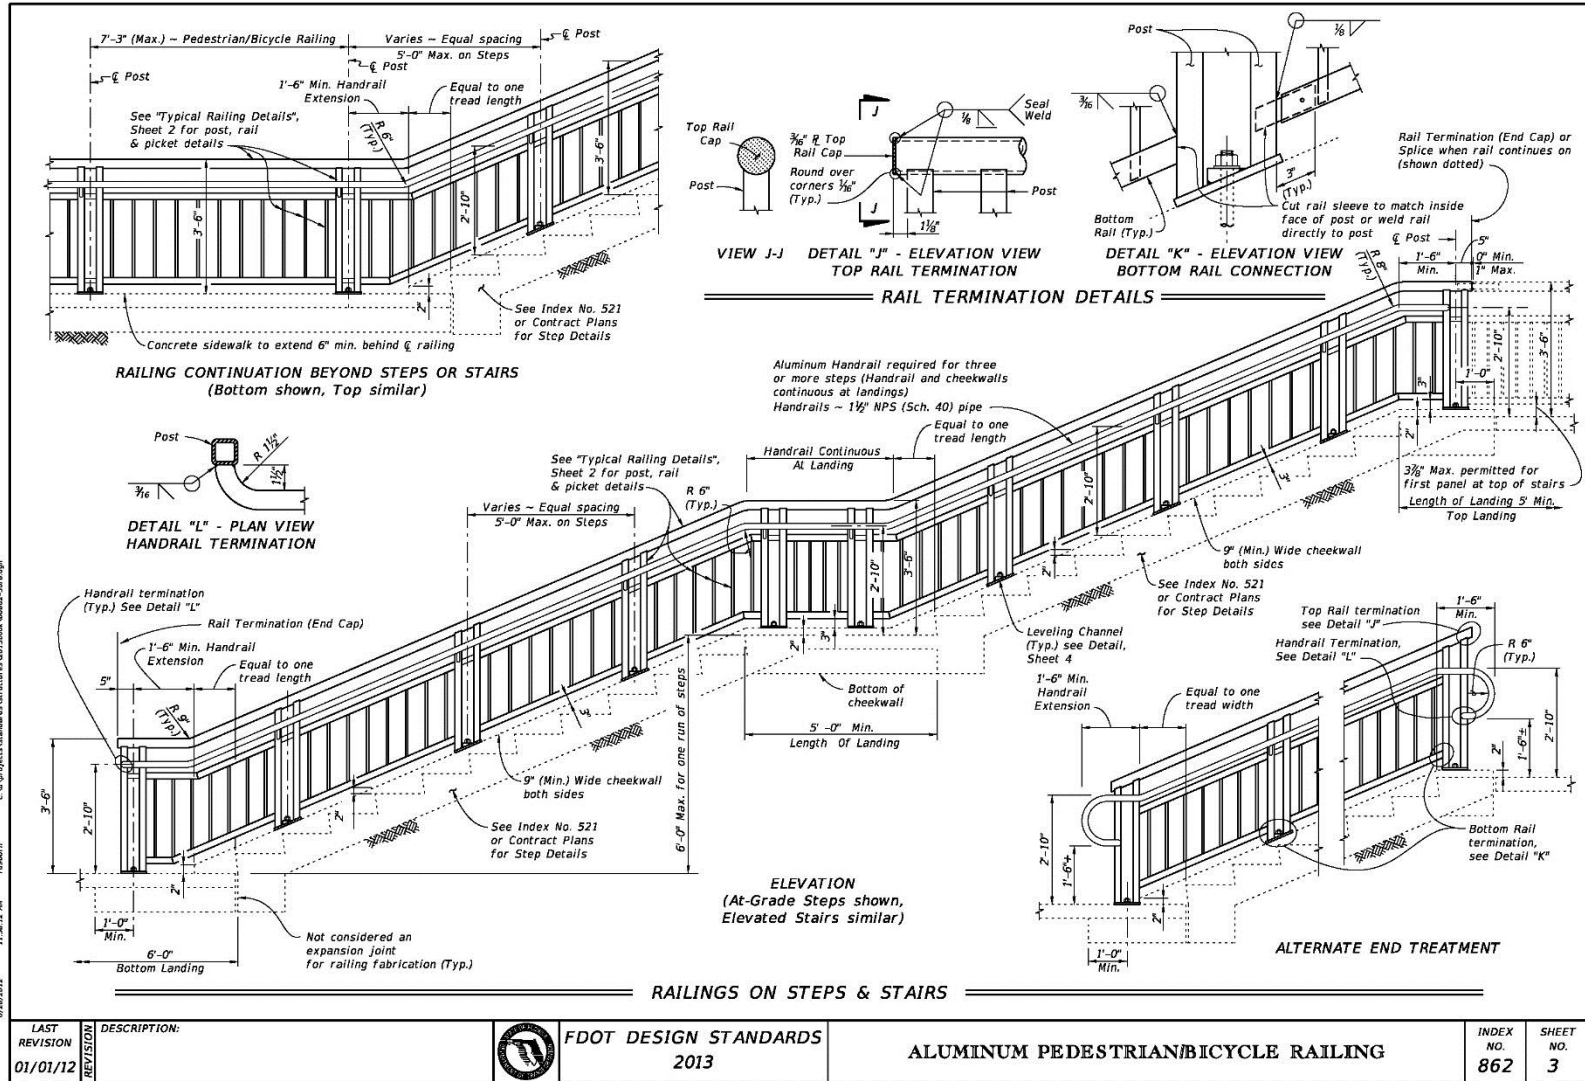 7'-3" (Max.) ~ Pedestrian/Bicycle Railing
Varies ~ Equal spacing
5'-0" Max. on Steps
℄ Post
℄ Post
℄ Post
1'-6" Min. Handrail
Extension
Equal to one
tread length
See "Typical Railing Details",
Sheet 2 for post, rail
& picket details
R 6"
(Typ.)
3'-6"
2'-10"
3'-6"
2"
See Index No. 521
or Contract Plans
for Step Details
Concrete sidewalk to extend 6" min. behind ℄ railing
RAILING CONTINUATION BEYOND STEPS OR STAIRS
(Bottom shown, Top similar)
Top Rail
Cap
Post
VIEW J-J
J
J
3/16" ℄ Top
Rail Cap
Round over
corners 1/16"
(Typ.)
1/8
Seal
Weld
Post
1 1/8"
DETAIL "J" - ELEVATION VIEW
TOP RAIL TERMINATION
Post
1/8
3/16
3"
(Typ.)
Bottom
Rail (Typ.)
Cut rail sleeve to match inside
face of post or weld rail
directly to post
DETAIL "K" - ELEVATION VIEW
BOTTOM RAIL CONNECTION
RAIL TERMINATION DETAILS
Rail Termination (End Cap) or
Splice when rail continues on
(shown dotted)
℄ Post
5"
1'-6"
Min.
0" Min.
1" Max.
R 8"
(Typ.)
2'-10"
3'-6"
1'-0"
3"
2"
3 7/8" Max. permitted for
first panel at top of stairs
Length of Landing 5' Min.
Top Landing
Post
R 1 1/2"
1 1/2"
3/16
DETAIL "L" - PLAN VIEW
HANDRAIL TERMINATION
Aluminum Handrail required for three
or more steps (Handrail and cheekwalls
continuous at landings)
Handrails ~ 1 1/2" NPS (Sch. 40) pipe
Equal to one
tread length
Handrail Continuous
At Landing
See "Typical Railing Details",
Sheet 2 for post, rail
& picket details
R 6"
(Typ.)
Varies ~ Equal spacing
5'-0" Max. on Steps
2'-10"
3'-6"
2'-10"
3"
2"
3"
2"
9" (Min.) Wide cheekwall
both sides
See Index No. 521
or Contract Plans
for Step Details
Leveling Channel
(Typ.) see Detail,
Sheet 4
Bottom of
cheekwall
5'-0" Min.
Length Of Landing
6'-0" Max. for one run of steps
Handrail termination
(Typ.) See Detail "L"
Rail Termination (End Cap)
1'-6" Min. Handrail
Extension
Equal to one
tread length
5"
R 9"
(Typ.)
3'-6"
2'-10"
3"
2"
2"
9" (Min.) Wide cheekwall
both sides
See Index No. 521
or Contract Plans
for Step Details
1'-0"
Min.
6'-0"
Bottom Landing
Not considered an
expansion joint
for railing fabrication (Typ.)
ELEVATION
(At-Grade Steps shown,
Elevated Stairs similar)
Top Rail termination
see Detail "J"
Handrail Termination,
See Detail "L"
1'-6"
Min.
R 6"
(Typ.)
1'-6" Min.
Handrail
Extension
Equal to one
tread width
2'-10"
1'-6"±
2"
2'-10"
1'-6"+
2"
Bottom Rail
termination,
see Detail "K"
1'-0"
Min.
ALTERNATE END TREATMENT
RAILINGS ON STEPS & STAIRS
LAST
REVISION
01/01/12
REVISION
DESCRIPTION:
FDOT DESIGN STANDARDS
2013
ALUMINUM PEDESTRIAN/BICYCLE RAILING
INDEX
NO.
862
SHEET
NO.
3